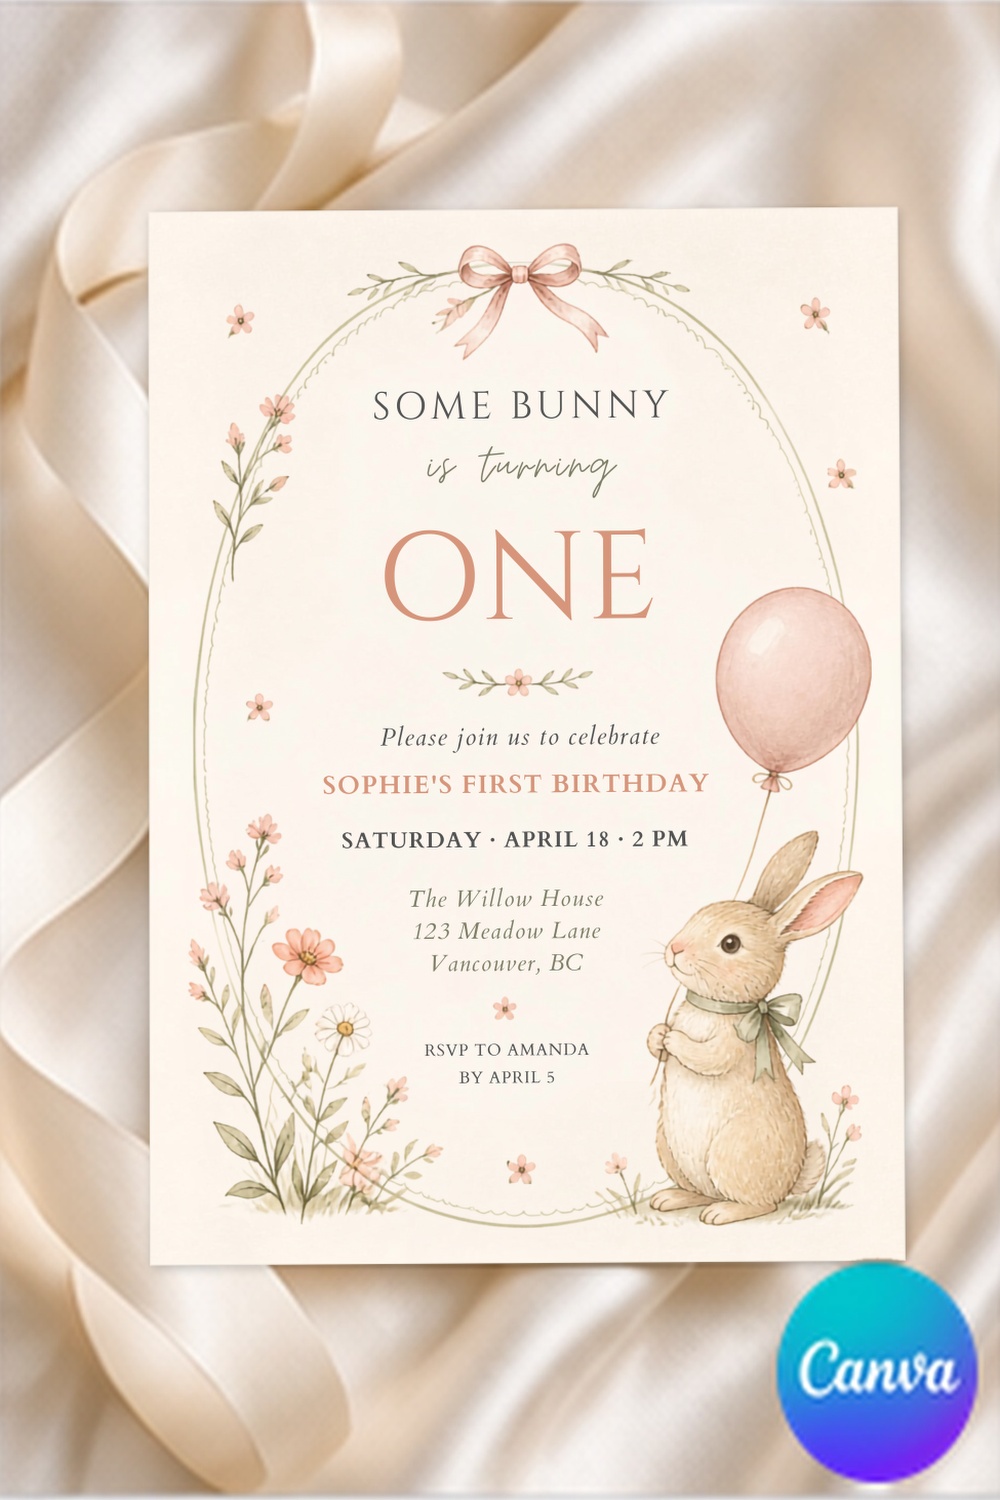 SOME BUNNY
is turning
ONE
Please join us to celebrate
SOPHIE'S FIRST BIRTHDAY
SATURDAY · APRIL 18 · 2 PM
The Willow House
123 Meadow Lane
Vancouver, BC
RSVP TO AMANDA
BY APRIL 5
Canva